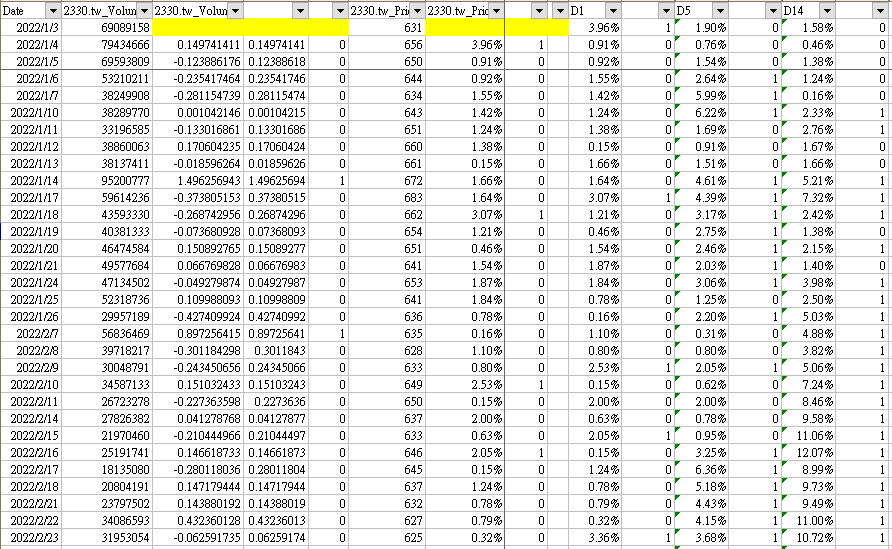 Date 2330.tw_Volun 2330.tw_Volun 2330.tw_Pric 2330.tw_Pric D1 D5 D14
2022/1/3 69089158 631 3.96% 1 1.90% 0 1.58% 0
2022/1/4 79434666 0.149741411 0.14974141 0 656 3.96% 1 0.91% 0 0.76% 0 0.46% 0
2022/1/5 69593809 -0.123886176 0.12388618 0 650 0.91% 0 0.92% 0 1.54% 0 1.38% 0
2022/1/6 53210211 -0.235417464 0.23541746 0 644 0.92% 0 1.55% 0 2.64% 1 1.24% 0
2022/1/7 38249908 -0.281154739 0.28115474 0 634 1.55% 0 1.42% 0 5.99% 1 0.16% 0
2022/1/10 38289770 0.001042146 0.00104215 0 643 1.42% 0 1.24% 0 6.22% 1 2.33% 1
2022/1/11 33196585 -0.133016861 0.13301686 0 651 1.24% 0 1.38% 0 1.69% 0 2.76% 1
2022/1/12 38860063 0.170604235 0.17060424 0 660 1.38% 0 0.15% 0 0.91% 0 1.67% 0
2022/1/13 38137411 -0.018596264 0.01859626 0 661 0.15% 0 1.66% 0 1.51% 0 1.66% 0
2022/1/14 95200777 1.496256943 1.49625694 1 672 1.66% 0 1.64% 0 4.61% 1 5.21% 1
2022/1/17 59614236 -0.373805153 0.37380515 0 683 1.64% 0 3.07% 1 4.39% 1 7.32% 1
2022/1/18 43593330 -0.268742956 0.26874296 0 662 3.07% 1 1.21% 0 3.17% 1 2.42% 1
2022/1/19 40381333 -0.073680928 0.07368093 0 654 1.21% 0 0.46% 0 2.75% 1 1.38% 0
2022/1/20 46474584 0.150892765 0.15089277 0 651 0.46% 0 1.54% 0 2.46% 1 2.15% 1
2022/1/21 49577684 0.066769828 0.06676983 0 641 1.54% 0 1.87% 0 2.03% 1 1.40% 0
2022/1/24 47134502 -0.049279874 0.04927987 0 653 1.87% 0 1.84% 0 3.06% 1 3.98% 1
2022/1/25 52318736 0.109988093 0.10998809 0 641 1.84% 0 0.78% 0 1.25% 0 2.50% 1
2022/1/26 29957189 -0.427409924 0.42740992 0 636 0.78% 0 0.16% 0 2.20% 1 5.03% 1
2022/2/7 56836469 0.897256415 0.89725641 1 635 0.16% 0 1.10% 0 0.31% 0 4.88% 1
2022/2/8 39718217 -0.301184298 0.3011843 0 628 1.10% 0 0.80% 0 0.80% 0 3.82% 1
2022/2/9 30048791 -0.243450656 0.24345066 0 633 0.80% 0 2.53% 1 2.05% 1 5.06% 1
2022/2/10 34587133 0.151032433 0.15103243 0 649 2.53% 1 0.15% 0 0.62% 0 7.24% 1
2022/2/11 26723278 -0.227363598 0.2273636 0 650 0.15% 0 2.00% 0 2.00% 0 8.46% 1
2022/2/14 27826382 0.041278768 0.04127877 0 637 2.00% 0 0.63% 0 0.78% 0 9.58% 1
2022/2/15 21970460 -0.210444966 0.21044497 0 633 0.63% 0 2.05% 1 0.95% 0 11.06% 1
2022/2/16 25191741 0.146618733 0.14661873 0 646 2.05% 1 0.15% 0 3.25% 1 12.07% 1
2022/2/17 18135080 -0.280118036 0.28011804 0 645 0.15% 0 1.24% 0 6.36% 1 8.99% 1
2022/2/18 20804191 0.147179444 0.14717944 0 637 1.24% 0 0.78% 0 5.18% 1 9.73% 1
2022/2/21 23797502 0.143880192 0.14388019 0 632 0.78% 0 0.79% 0 4.43% 1 9.49% 1
2022/2/22 34086593 0.432360128 0.43236013 0 627 0.79% 0 0.32% 0 4.15% 1 11.00% 1
2022/2/23 31953054 -0.062591735 0.06259174 0 625 0.32% 0 3.36% 1 3.68% 1 10.72% 1